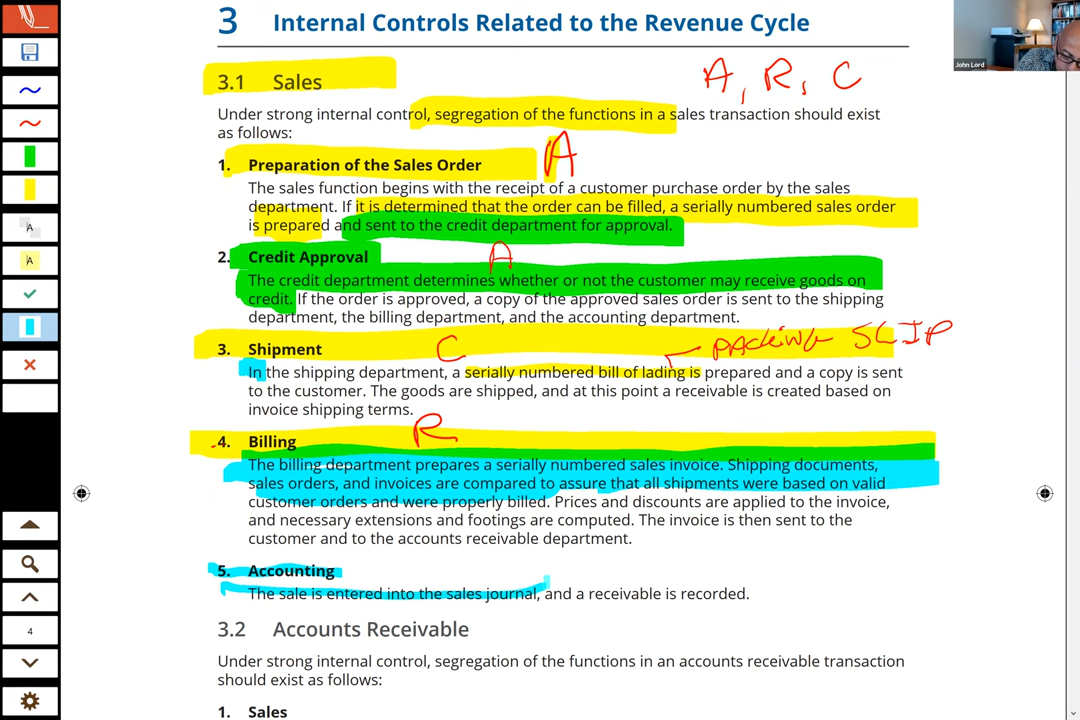 3 Internal Controls Related to the Revenue Cycle
John Lord
3.1 Sales
A, R, C
Under strong internal control, segregation of the functions in a sales transaction should exist
as follows:
1. Preparation of the Sales Order A
The sales function begins with the receipt of a customer purchase order by the sales
department. If it is determined that the order can be filled, a serially numbered sales order
is prepared and sent to the credit department for approval.
2. Credit Approval A
The credit department determines whether or not the customer may receive goods on
credit. If the order is approved, a copy of the approved sales order is sent to the shipping
department, the billing department, and the accounting department.
3. Shipment C PACKING SLIP
In the shipping department, a serially numbered bill of lading is prepared and a copy is sent
to the customer. The goods are shipped, and at this point a receivable is created based on
invoice shipping terms.
4. Billing R
The billing department prepares a serially numbered sales invoice. Shipping documents,
sales orders, and invoices are compared to assure that all shipments were based on valid
customer orders and were properly billed. Prices and discounts are applied to the invoice,
and necessary extensions and footings are computed. The invoice is then sent to the
customer and to the accounts receivable department.
5. Accounting
The sale is entered into the sales journal, and a receivable is recorded.
3.2 Accounts Receivable
Under strong internal control, segregation of the functions in an accounts receivable transaction
should exist as follows:
1. Sales
A
A
4